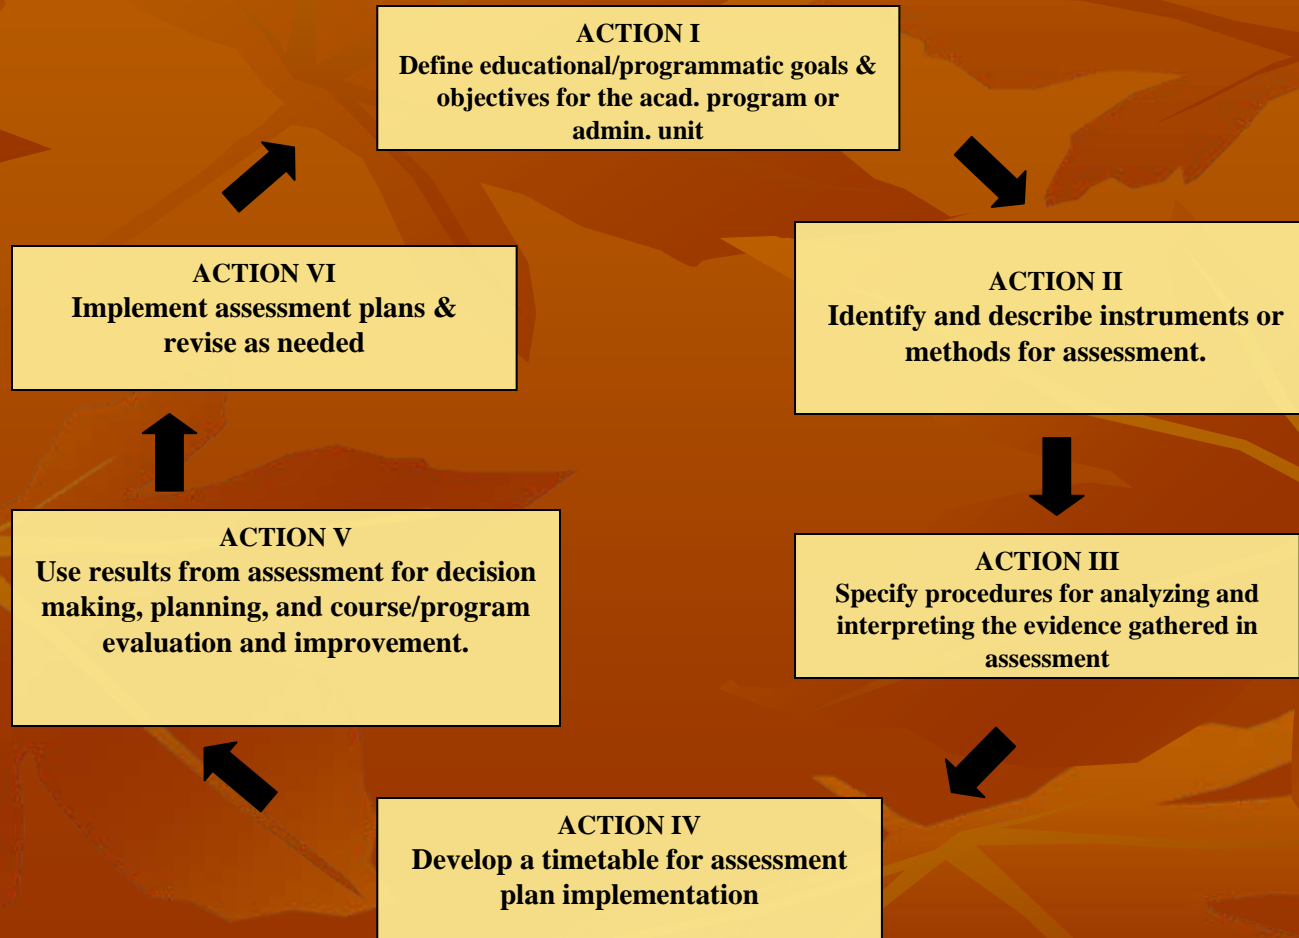 ACTION I
Define educational/programmatic goals &
objectives for the acad. program or
admin. unit
ACTION II
Identify and describe instruments or
methods for assessment.
ACTION III
Specify procedures for analyzing and
interpreting the evidence gathered in
assessment
ACTION IV
Develop a timetable for assessment
plan implementation
ACTION V
Use results from assessment for decision
making, planning, and course/program
evaluation and improvement.
ACTION VI
Implement assessment plans &
revise as needed